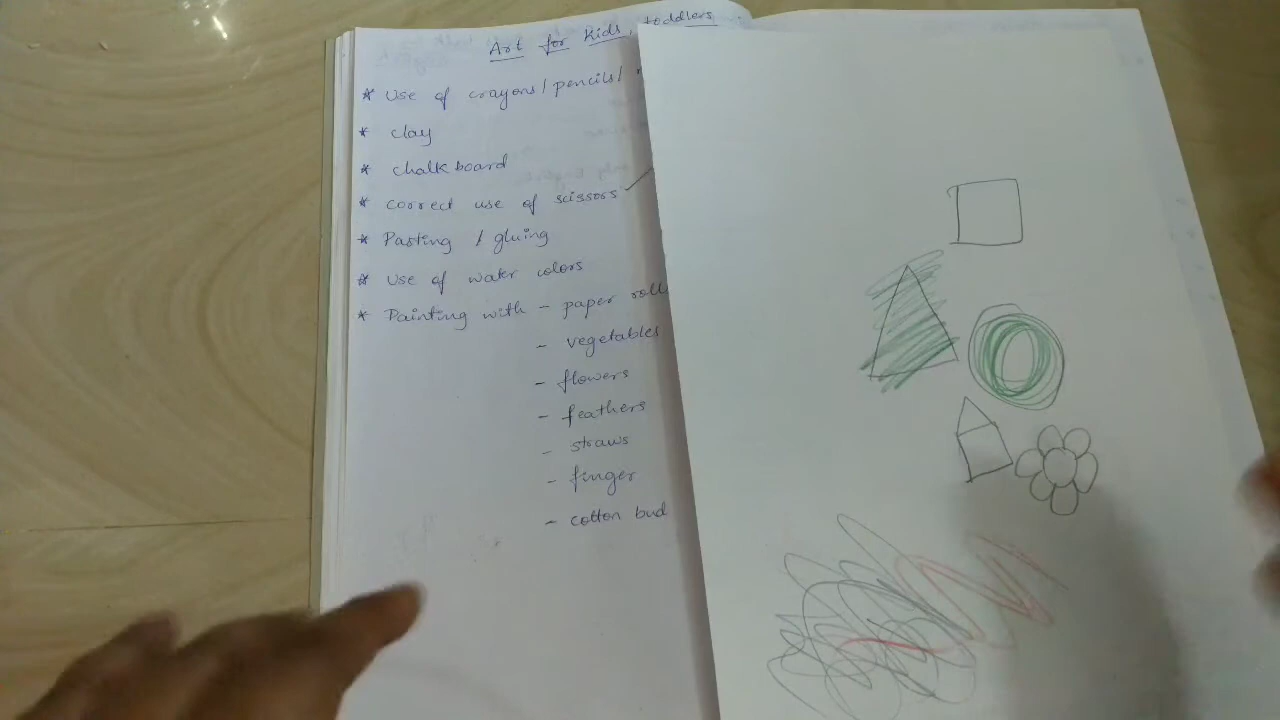 Art for Kids, toddlers
* Use of crayons / pencils /
* clay
* chalk board
* correct use of scissors
* Pasting / gluing
* Use of water colors
* Painting with - paper roll
- vegetables
- flowers
- feathers
- straws
- finger
- cotton bud